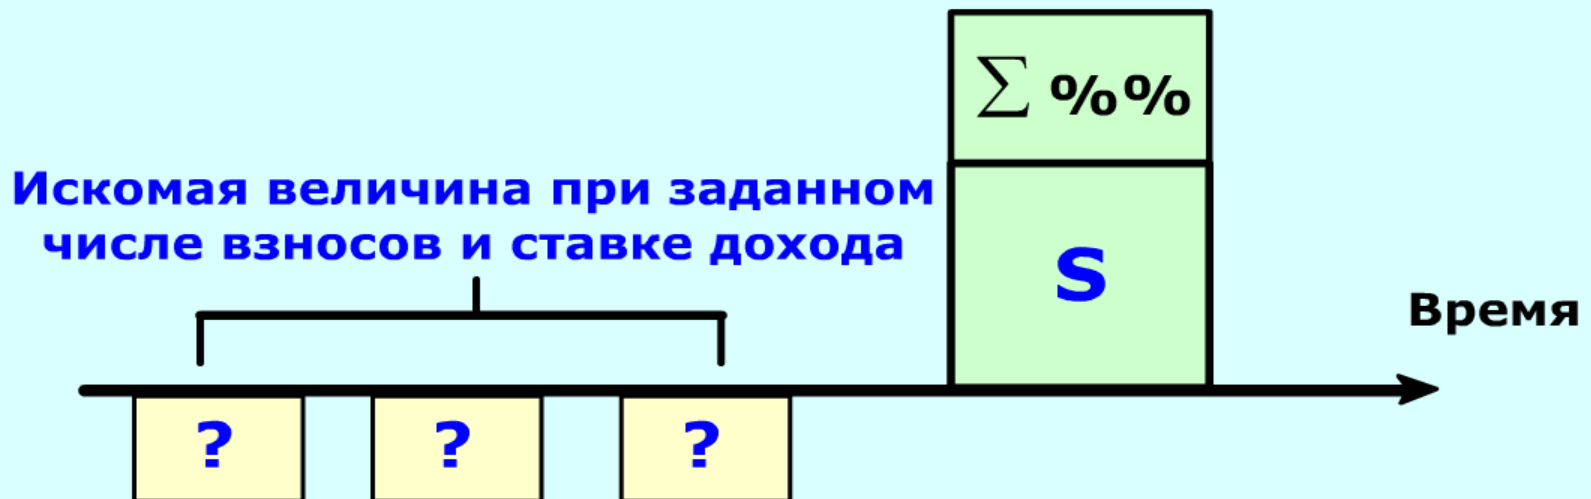 ∑ %%
Искомая величина при заданном
числе взносов и ставке дохода
S
Время
? ? ?